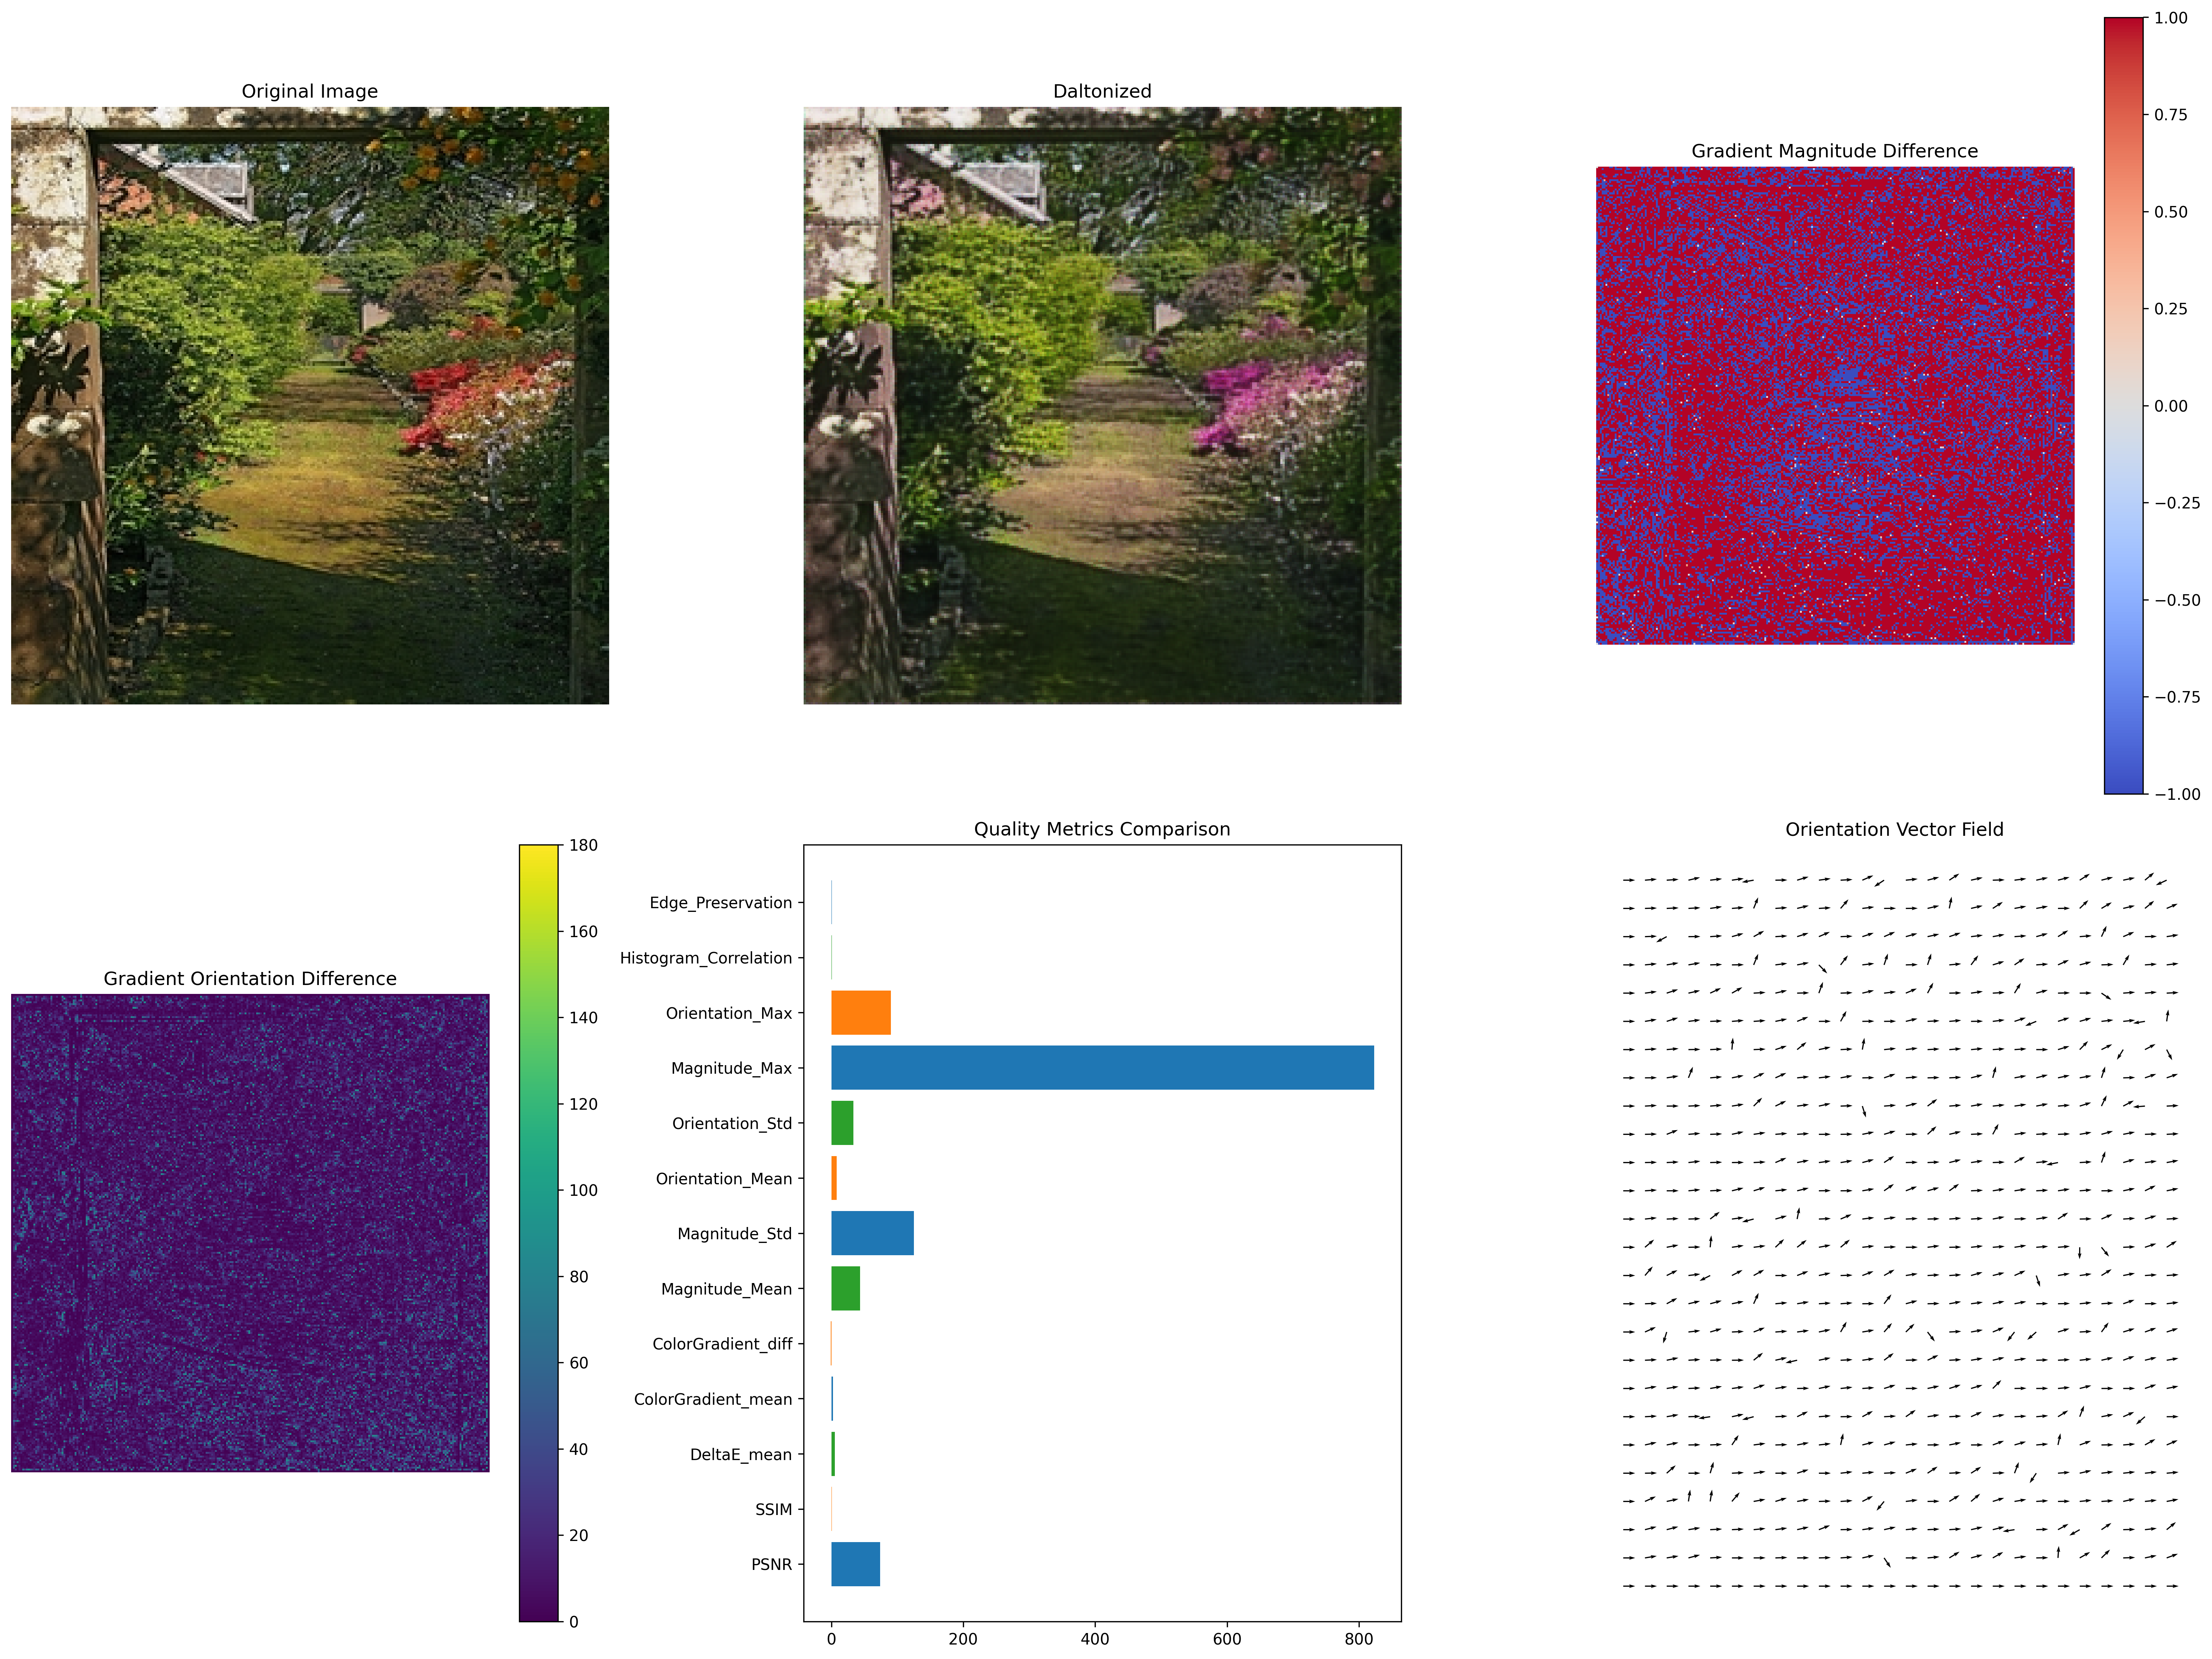 Original Image
Daltonized
Gradient Magnitude Difference
1.00
0.75
0.50
0.25
0.00
−0.25
−0.50
−0.75
−1.00
Gradient Orientation Difference
180
160
140
120
100
80
60
40
20
0
Quality Metrics Comparison
Edge_Preservation
Histogram_Correlation
Orientation_Max
Magnitude_Max
Orientation_Std
Orientation_Mean
Magnitude_Std
Magnitude_Mean
ColorGradient_diff
ColorGradient_mean
DeltaE_mean
SSIM
PSNR
0 200 400 600 800
Orientation Vector Field